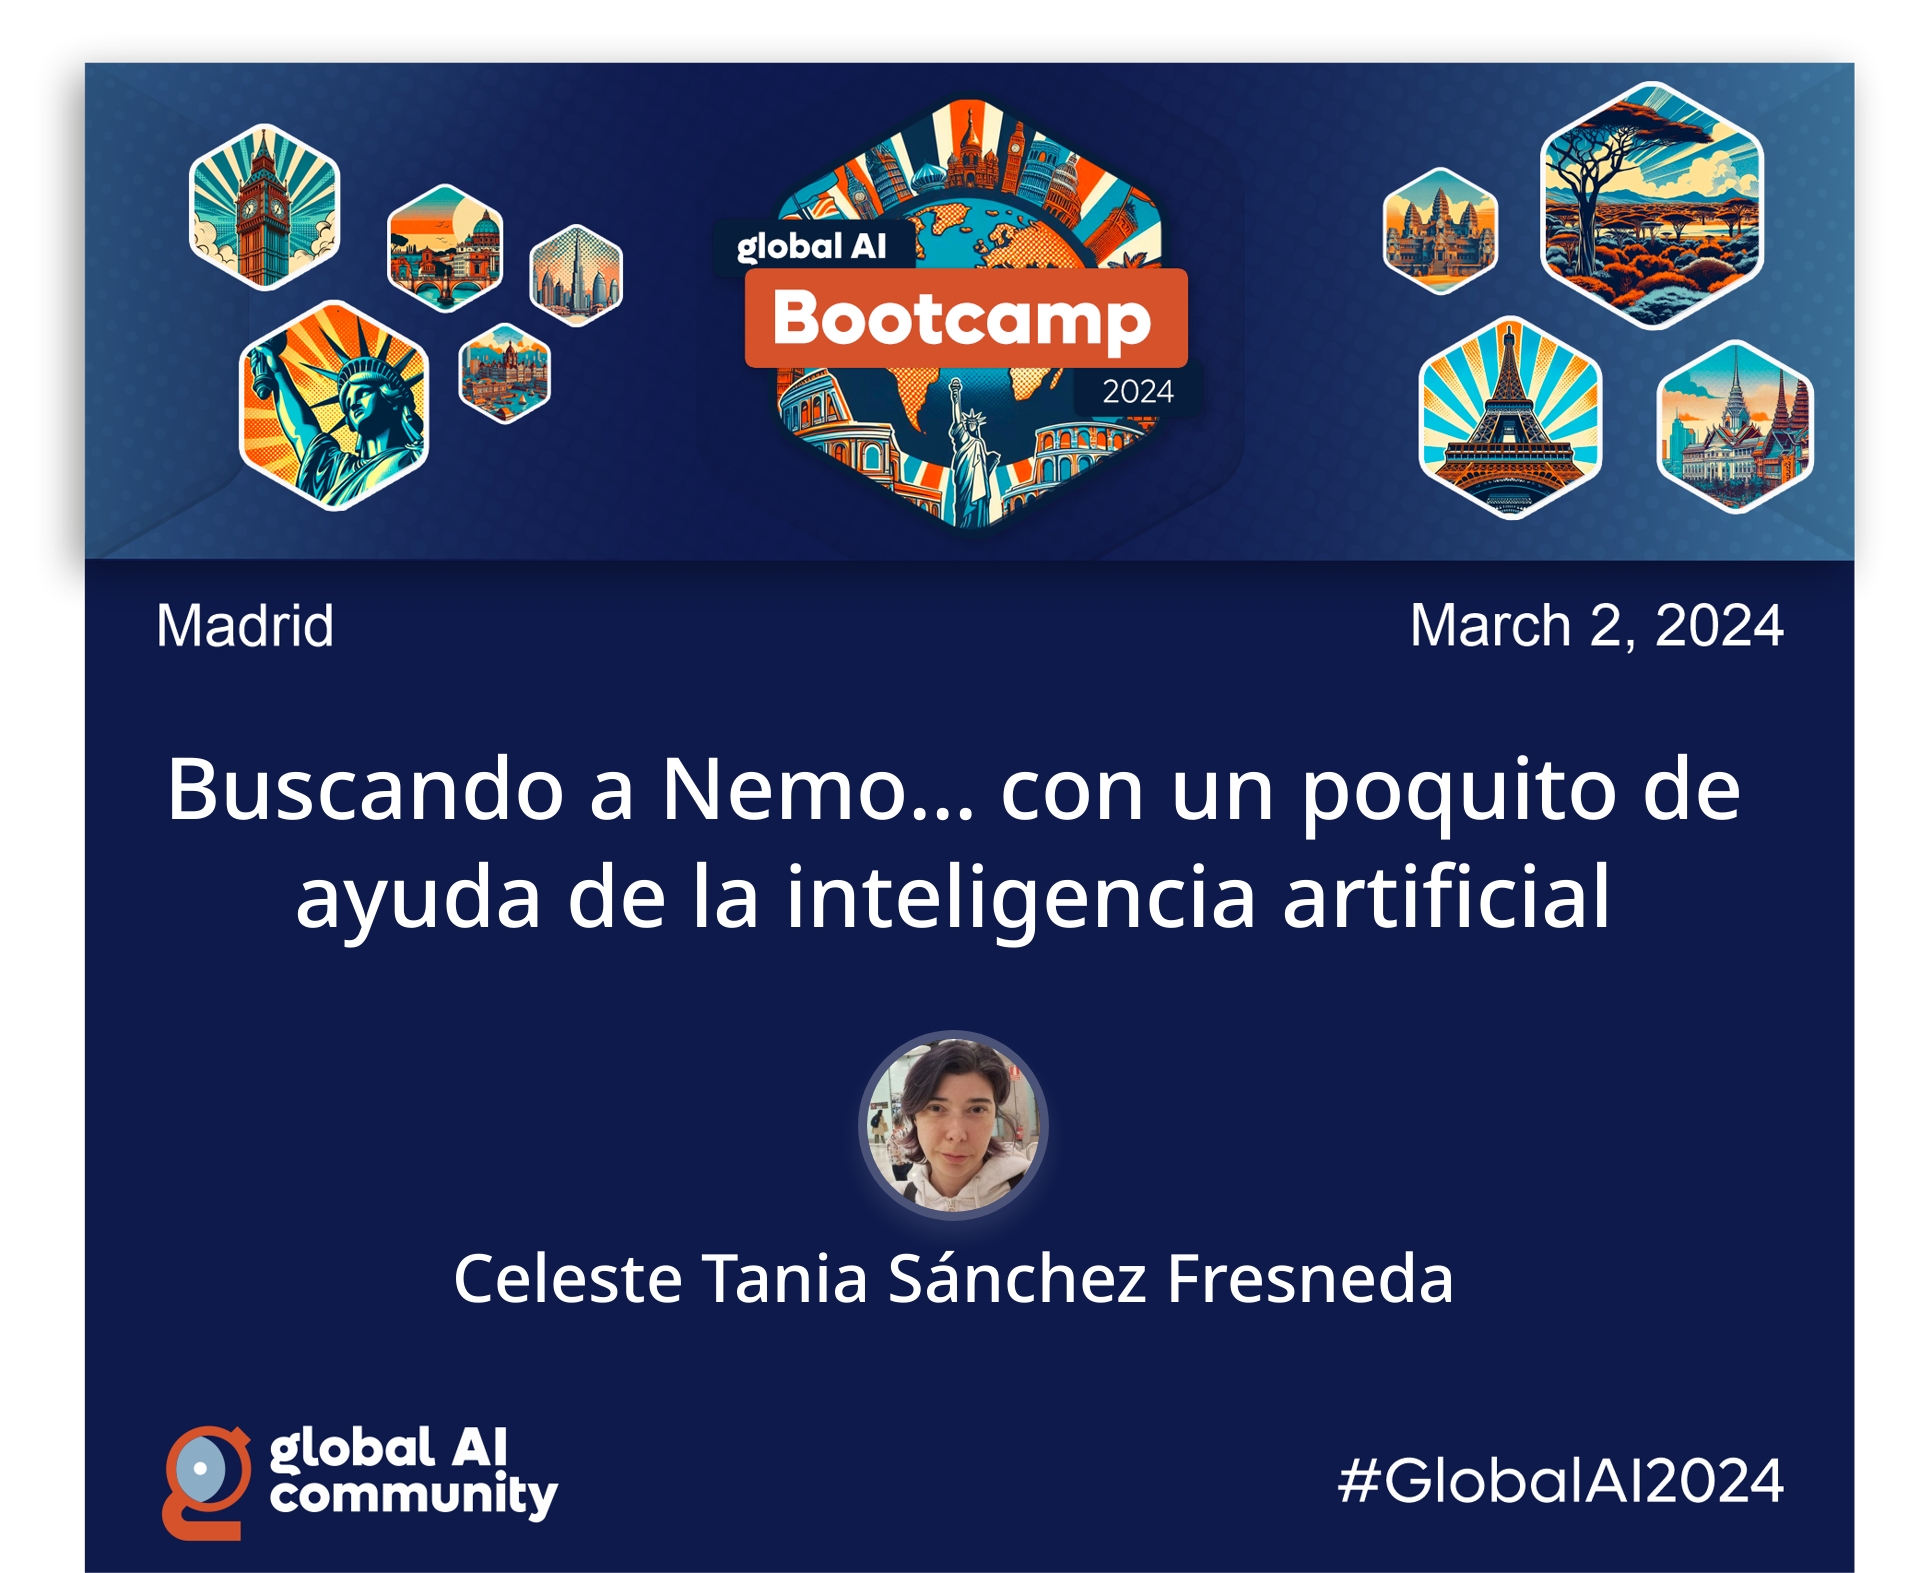 global AI
Bootcamp
2024
Madrid
March 2, 2024
Buscando a Nemo... con un poquito de
ayuda de la inteligencia artificial
Celeste Tania Sánchez Fresneda
global AI
community
#GlobalAI2024